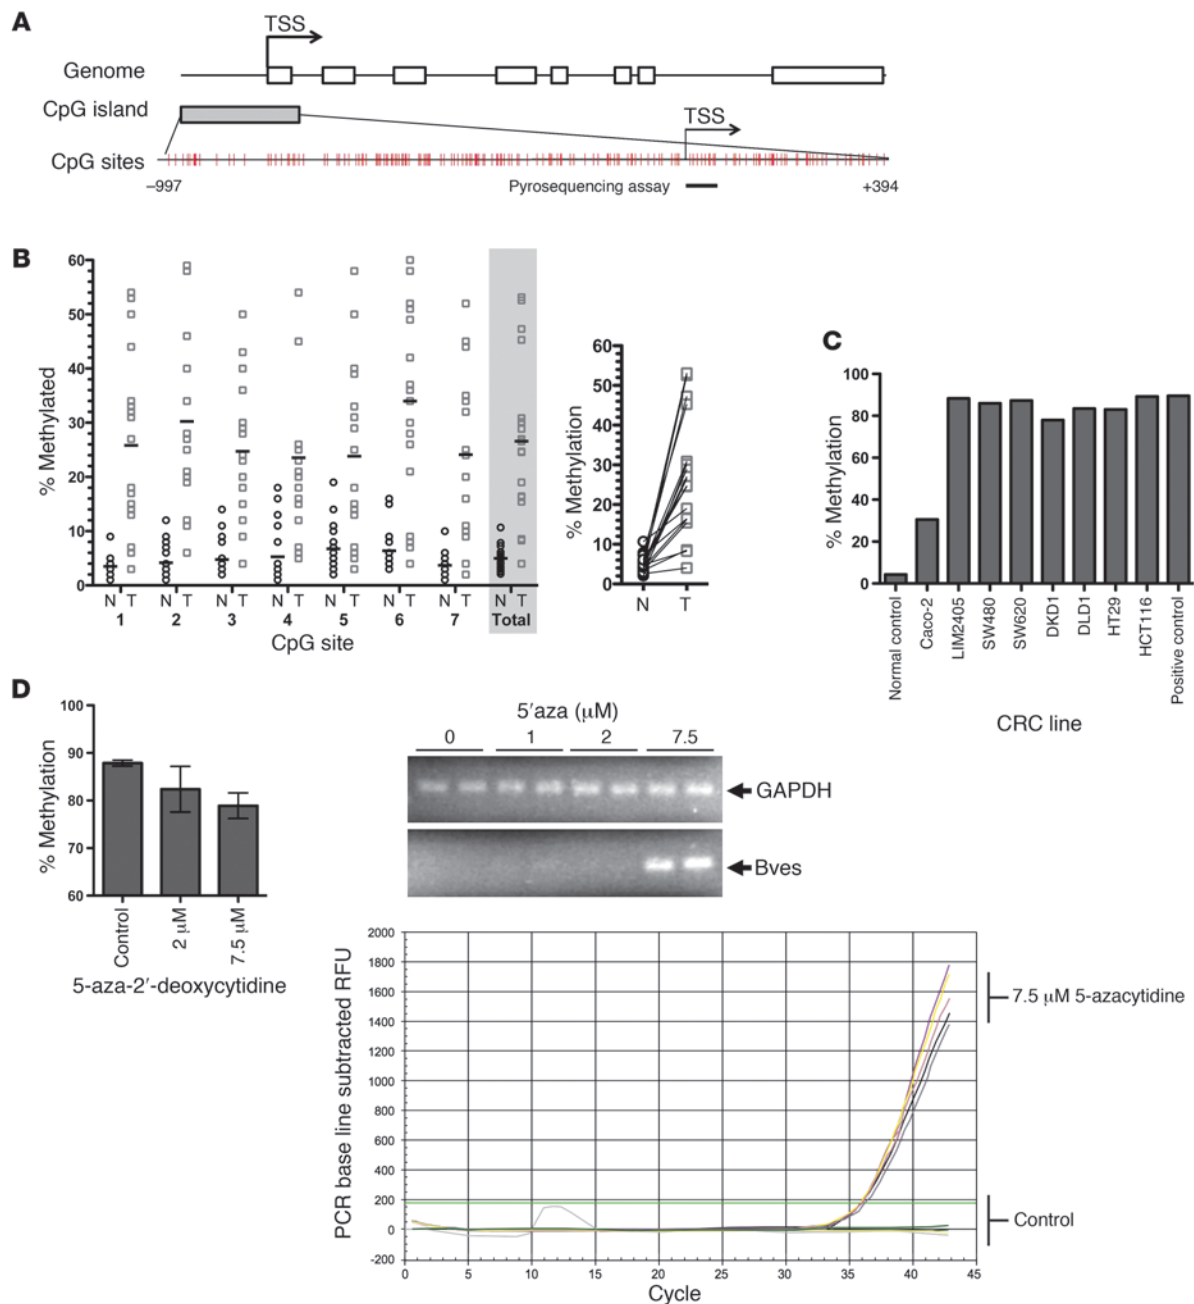 A
TSS
Genome
CpG island
TSS
CpG sites
–997
Pyrosequencing assay
+394
B
% Methylated
60
50
40
30
20
10
0
N T N T N T N T N T N T N T N T
1 2 3 4 5 6 7 Total
CpG site
% Methylation
60
50
40
30
20
10
0
N T
C
% Methylation
100
80
60
40
20
0
Normal control
Caco-2
LIM2405
SW480
SW620
DKD1
DLD1
HT29
HCT116
Positive control
CRC line
D
% Methylation
100
90
80
70
60
Control
2 μM
7.5 μM
5-aza-2′-deoxycytidine
5′aza (μM)
0 1 2 7.5
GAPDH
Bves
PCR base line subtracted RFU
2000
1800
1600
1400
1200
1000
800
600
400
200
0
-200
0 5 10 15 20 25 30 35 40 45
Cycle
7.5 μM 5-azacytidine
Control